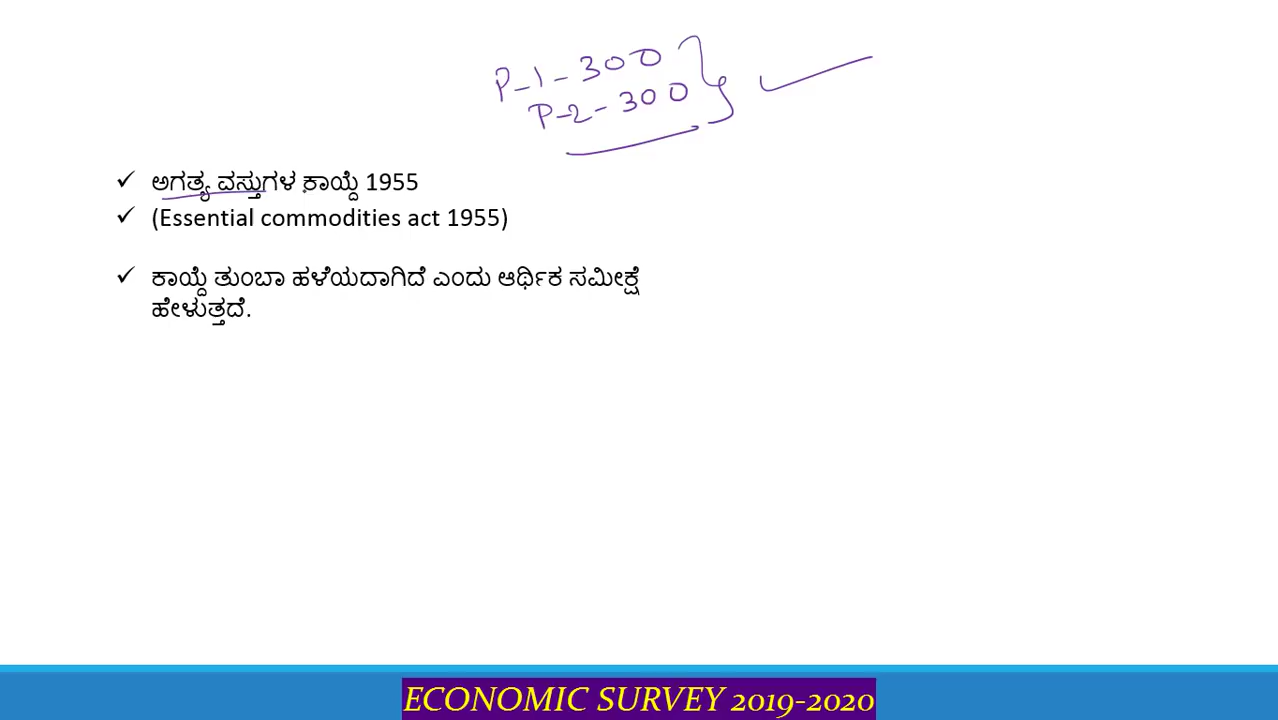 P-1-300
P-2-300
✓ ಅಗತ್ಯ ವಸ್ತುಗಳ ಕಾಯ್ದೆ 1955
✓ (Essential commodities act 1955)
✓ ಕಾಯ್ದೆ ತುಂಬಾ ಹಳೆಯದಾಗಿದೆ ಎಂದು ಆರ್ಥಿಕ ಸಮೀಕ್ಷೆ
ಹೇಳುತ್ತದೆ.
ECONOMIC SURVEY 2019-2020